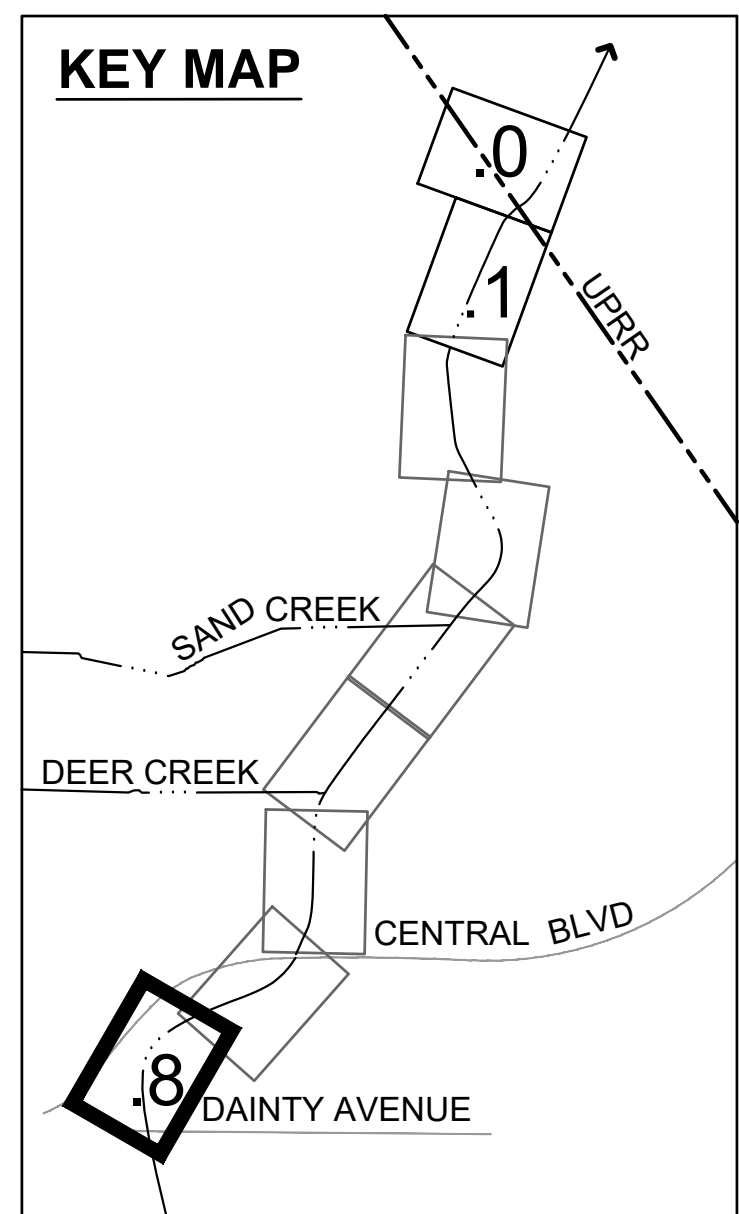 KEY MAP
.0
.1
UPRR
SAND CREEK
DEER CREEK
CENTRAL BLVD
.8
DAINTY AVENUE